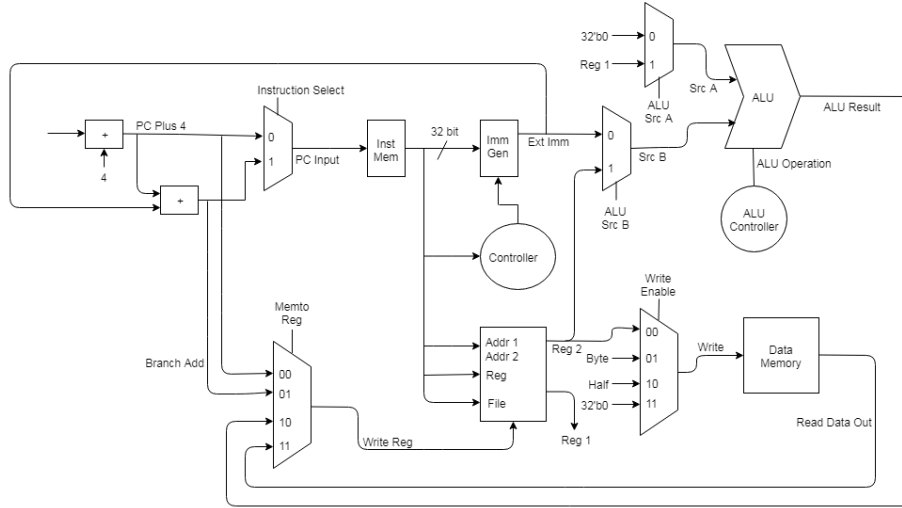 32'b0
0
Reg 1
1
ALU
Src A
Src A
ALU
ALU Result
Instruction Select
+
PC Plus 4
4
0
1
PC Input
Inst
Mem
32 bit
Imm
Gen
Ext Imm
0
1
Src B
ALU
Src B
ALU Operation
ALU
Controller
+
Controller
Memto
Reg
Branch Add
00
01
10
11
Write Reg
Addr 1
Addr 2
Reg
File
Reg 2
Reg 1
Write
Enable
00
Byte
01
Half
10
32'b0
11
Write
Data
Memory
Read Data Out